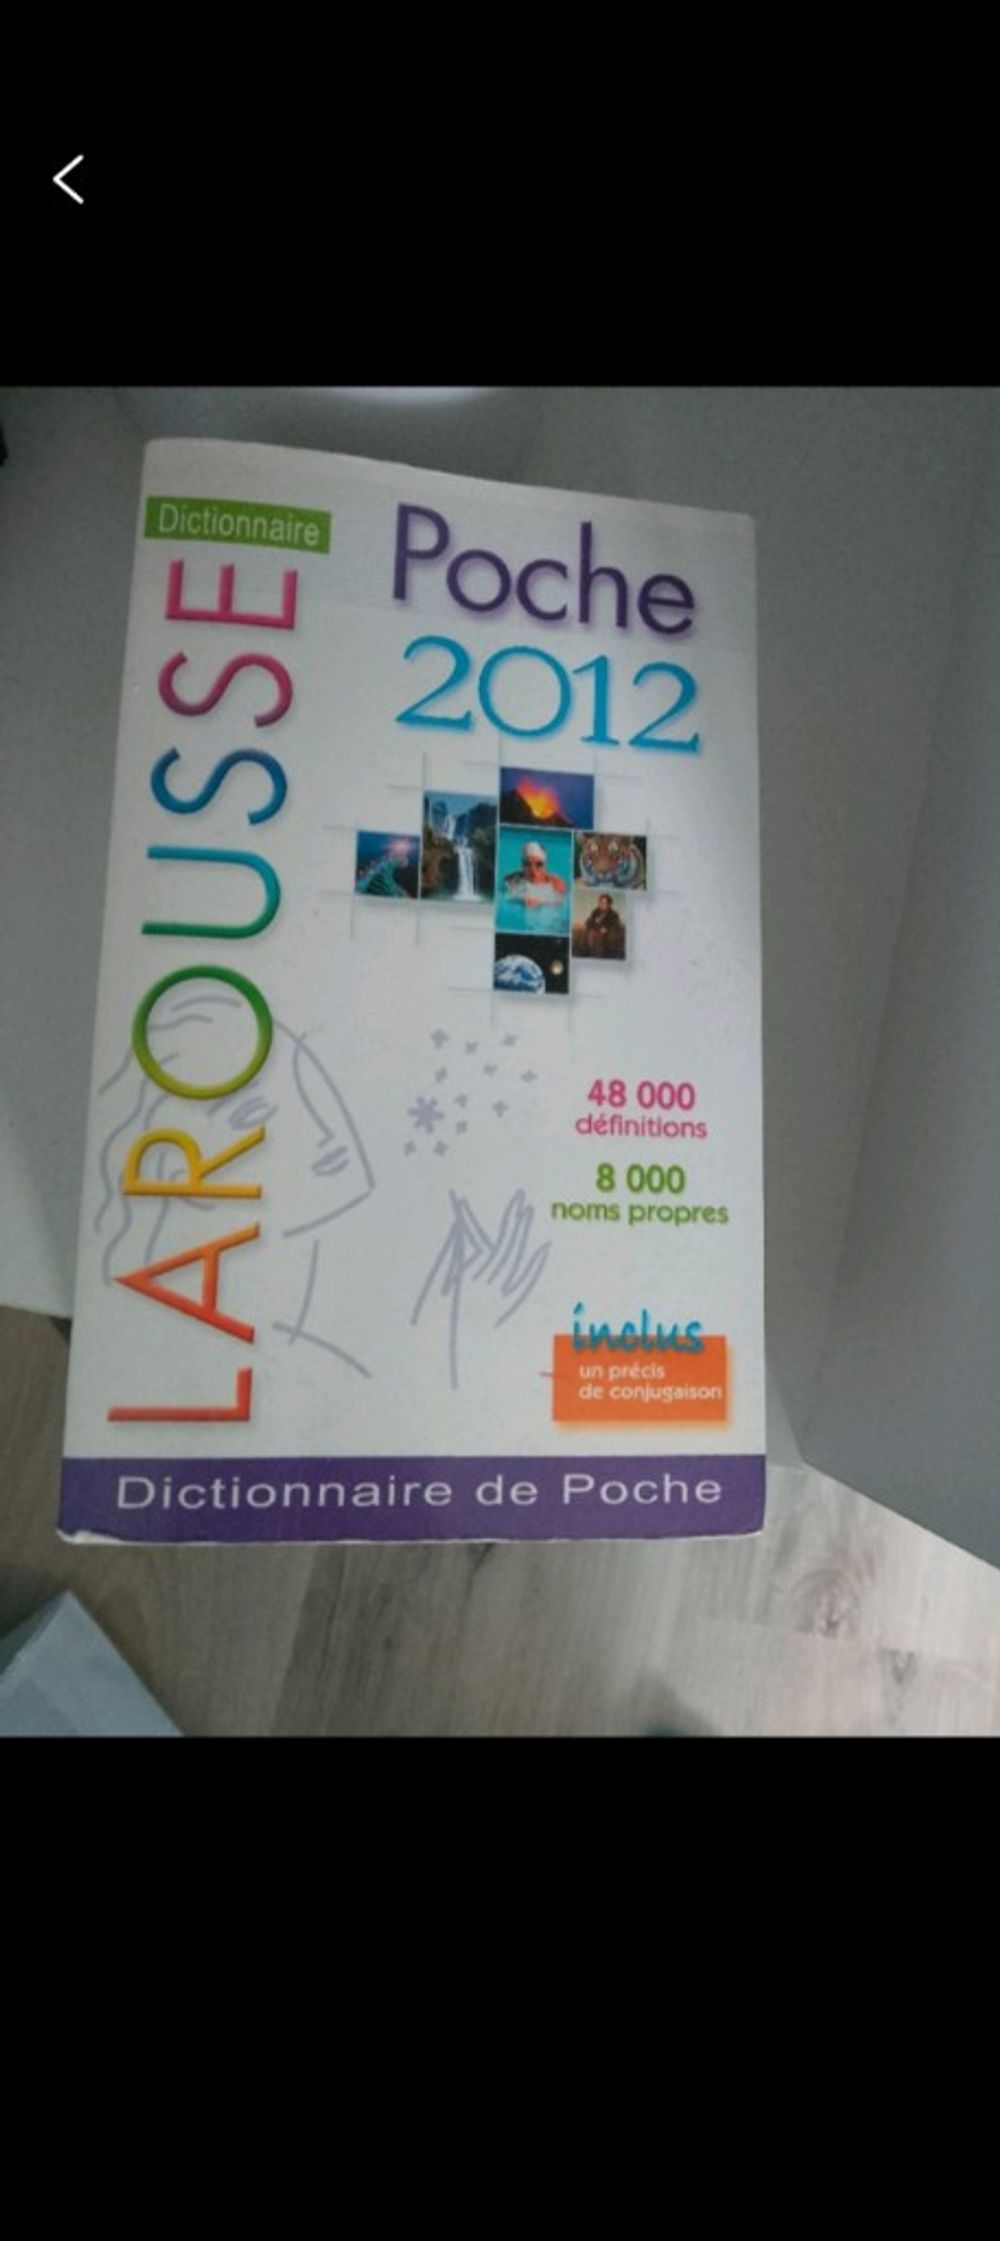 Dictionnaire
LAROUSSE
Poche
2012
48 000
définitions
8 000
noms propres
inclus
un précis
de conjugaison
Dictionnaire de Poche